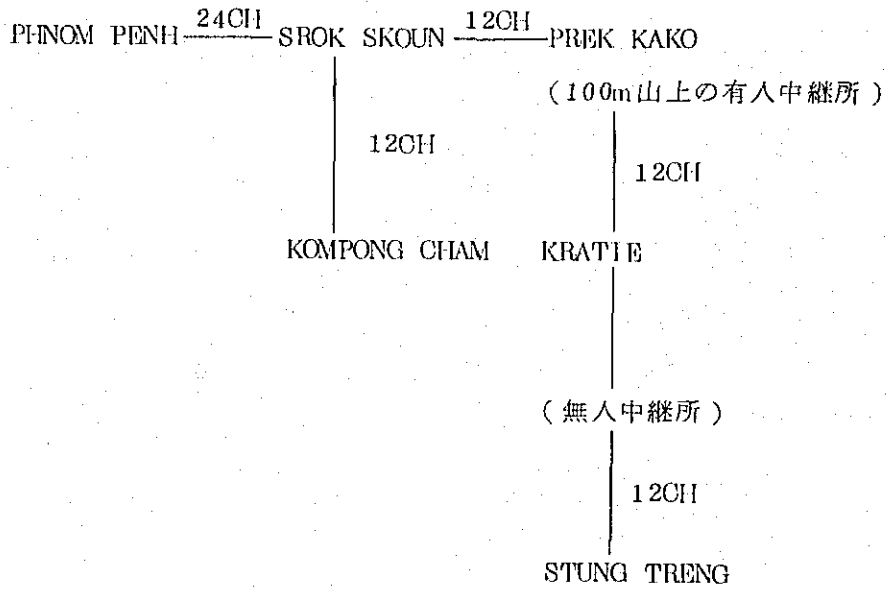 PHNOM PENH 24CH SROK SKOUN 12CH PREK KAKO
(100m山上の有人中継所)
12CH 12CH
KOMPONG CHAM KRATIE
(無人中継所)
12CH
STUNG TRENG